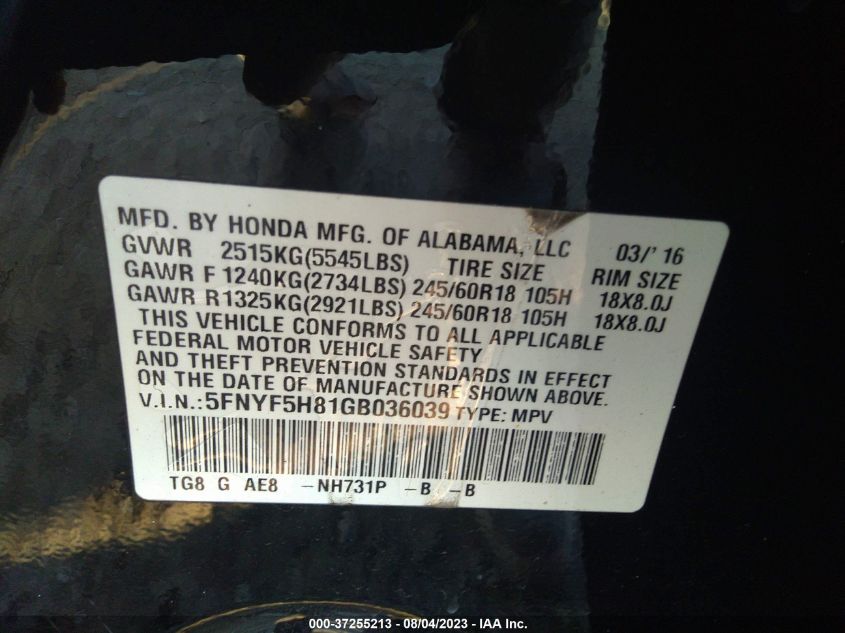 MFD. BY HONDA MFG. OF ALABAMA, LLC 03/' 16
GVWR 2515KG(5545LBS) TIRE SIZE RIM SIZE
GAWR F 1240KG(2734LBS) 245/60R18 105H 18X8.0J
GAWR R1325KG(2921LBS) 245/60R18 105H 18X8.0J
THIS VEHICLE CONFORMS TO ALL APPLICABLE
FEDERAL MOTOR VEHICLE SAFETY
AND THEFT PREVENTION STANDARDS IN EFFECT
ON THE DATE OF MANUFACTURE SHOWN ABOVE.
V.I.N.:5FNYF5H81GB036039 TYPE: MPV
TG8 G AE8 -NH731P -B -B
000-37255213 - 08/04/2023 - IAA Inc.